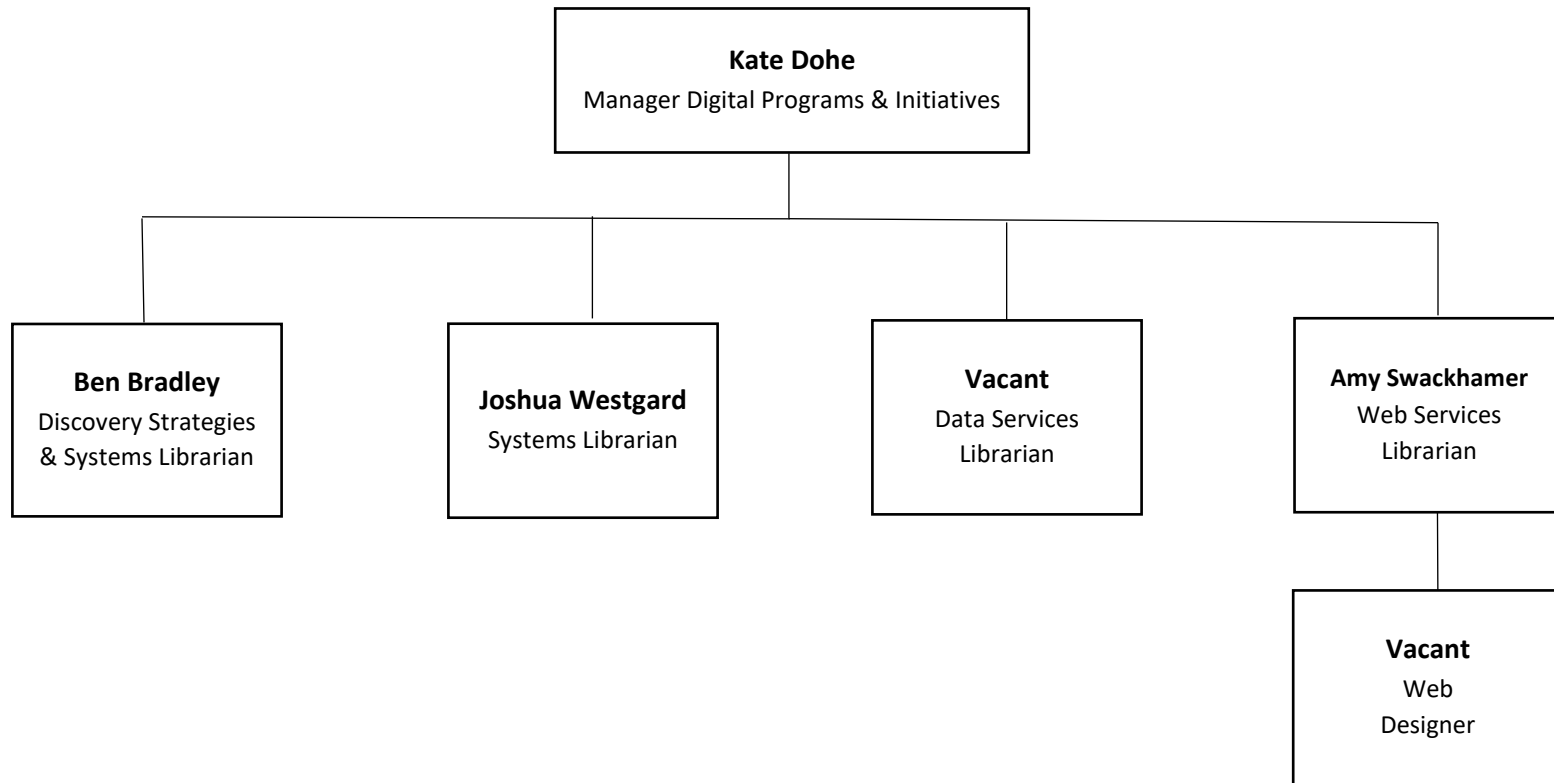 Kate Dohe
Manager Digital Programs & Initiatives
Ben Bradley
Discovery Strategies
& Systems Librarian
Joshua Westgard
Systems Librarian
Vacant
Data Services
Librarian
Amy Swackhamer
Web Services
Librarian
Vacant
Web
Designer